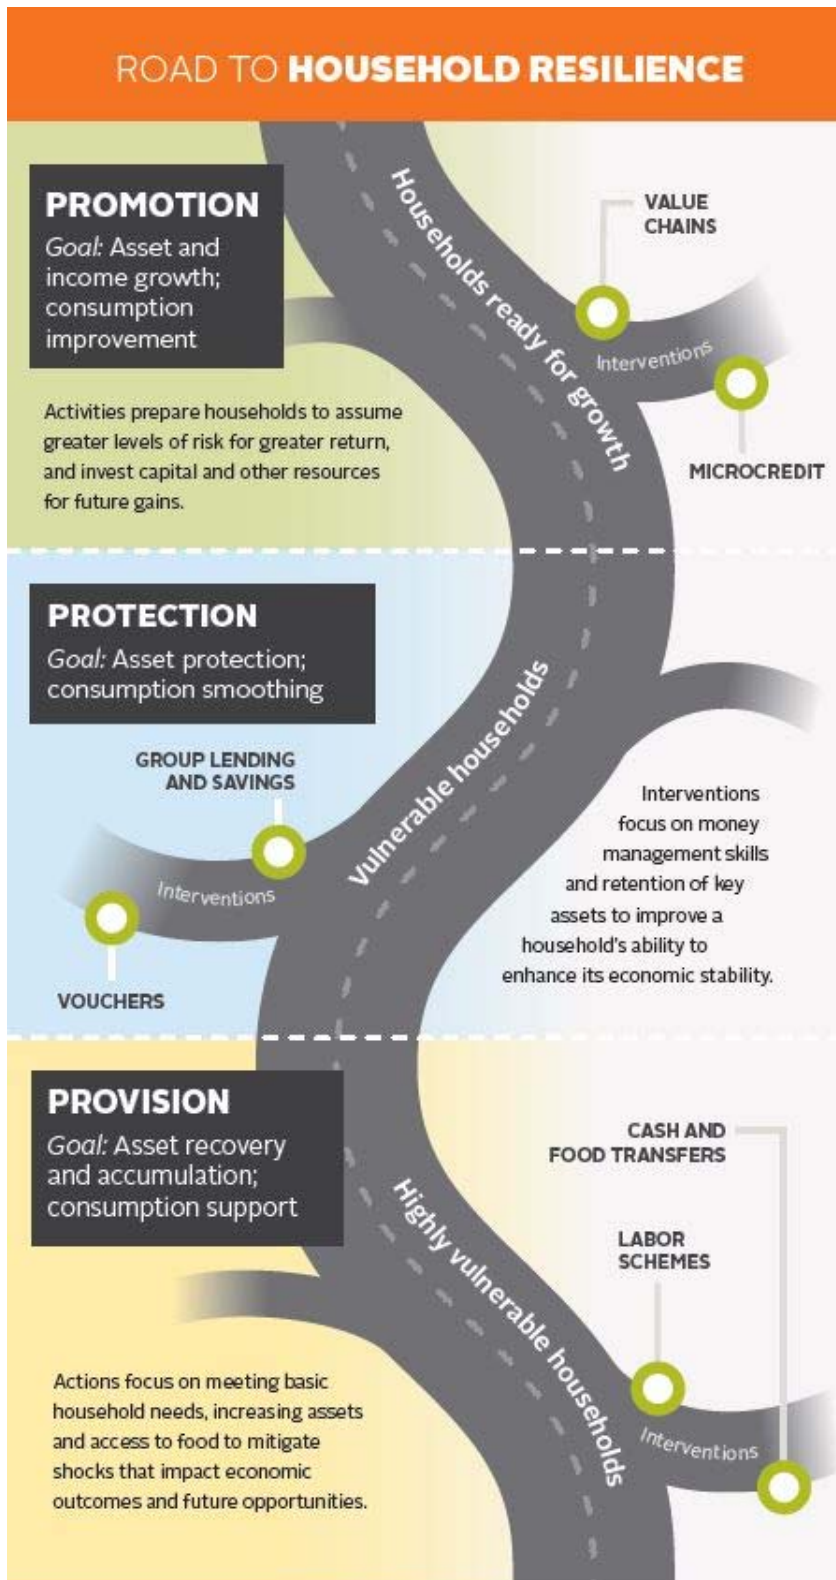 ROAD TO HOUSEHOLD RESILIENCE
PROMOTION
Goal: Asset and
income growth;
consumption
improvement
Activities prepare households to assume
greater levels of risk for greater return,
and invest capital and other resources
for future gains.
Households ready for growth
VALUE
CHAINS
Interventions
MICROCREDIT
PROTECTION
Goal: Asset protection;
consumption smoothing
GROUP LENDING
AND SAVINGS
Interventions
VOUCHERS
Vulnerable households
Interventions
focus on money
management skills
and retention of key
assets to improve a
household's ability to
enhance its economic stability.
PROVISION
Goal: Asset recovery
and accumulation;
consumption support
Actions focus on meeting basic
household needs, increasing assets
and access to food to mitigate
shocks that impact economic
outcomes and future opportunities.
Highly vulnerable households
CASH AND
FOOD TRANSFERS
LABOR
SCHEMES
Interventions